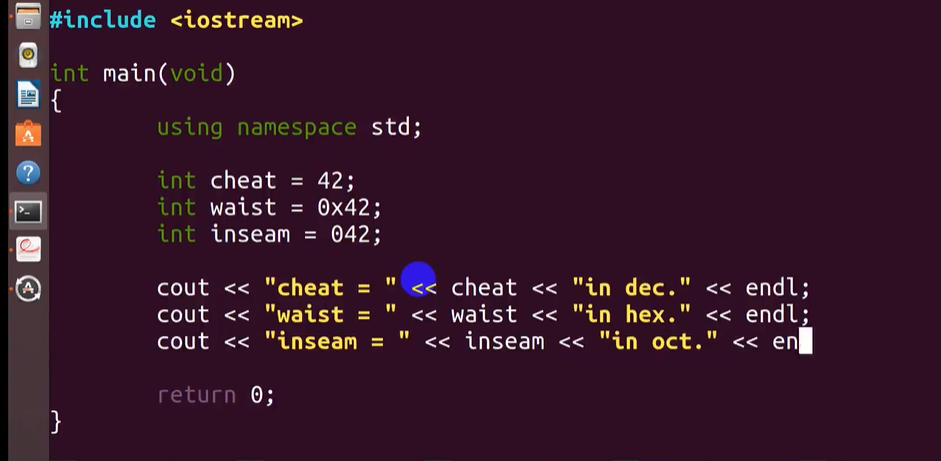 #include <iostream>
int main(void)
{
using namespace std;
int cheat = 42;
int waist = 0x42;
int inseam = 042;
cout << "cheat = " << cheat << "in dec." << endl;
cout << "waist = " << waist << "in hex." << endl;
cout << "inseam = " << inseam << "in oct." << en
return 0;
}